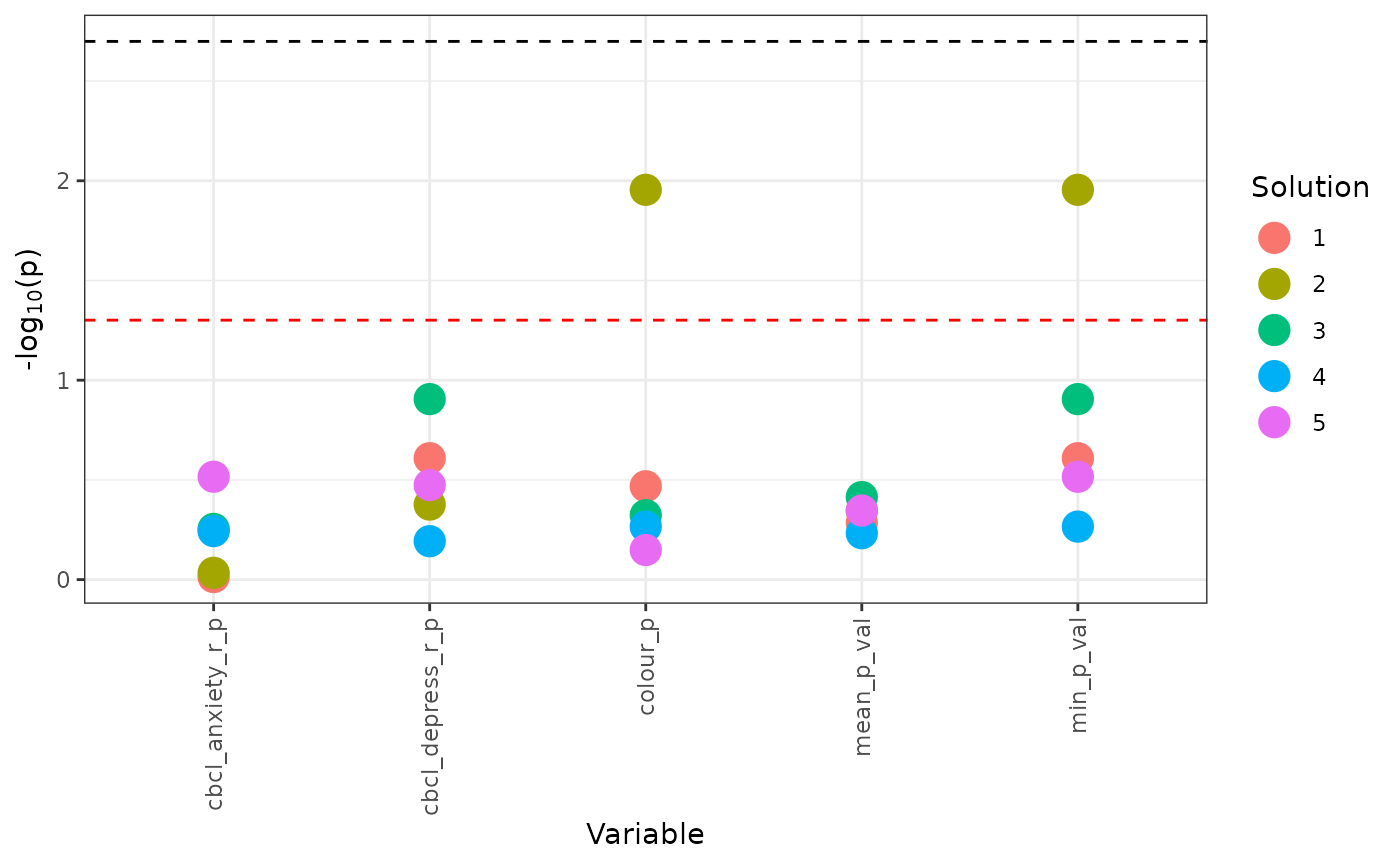 -log10(p)
2
1
0
cbcl_anxiety_r_p
cbcl_depress_r_p
colour_p
mean_p_val
min_p_val
Variable
Solution
1
2
3
4
5